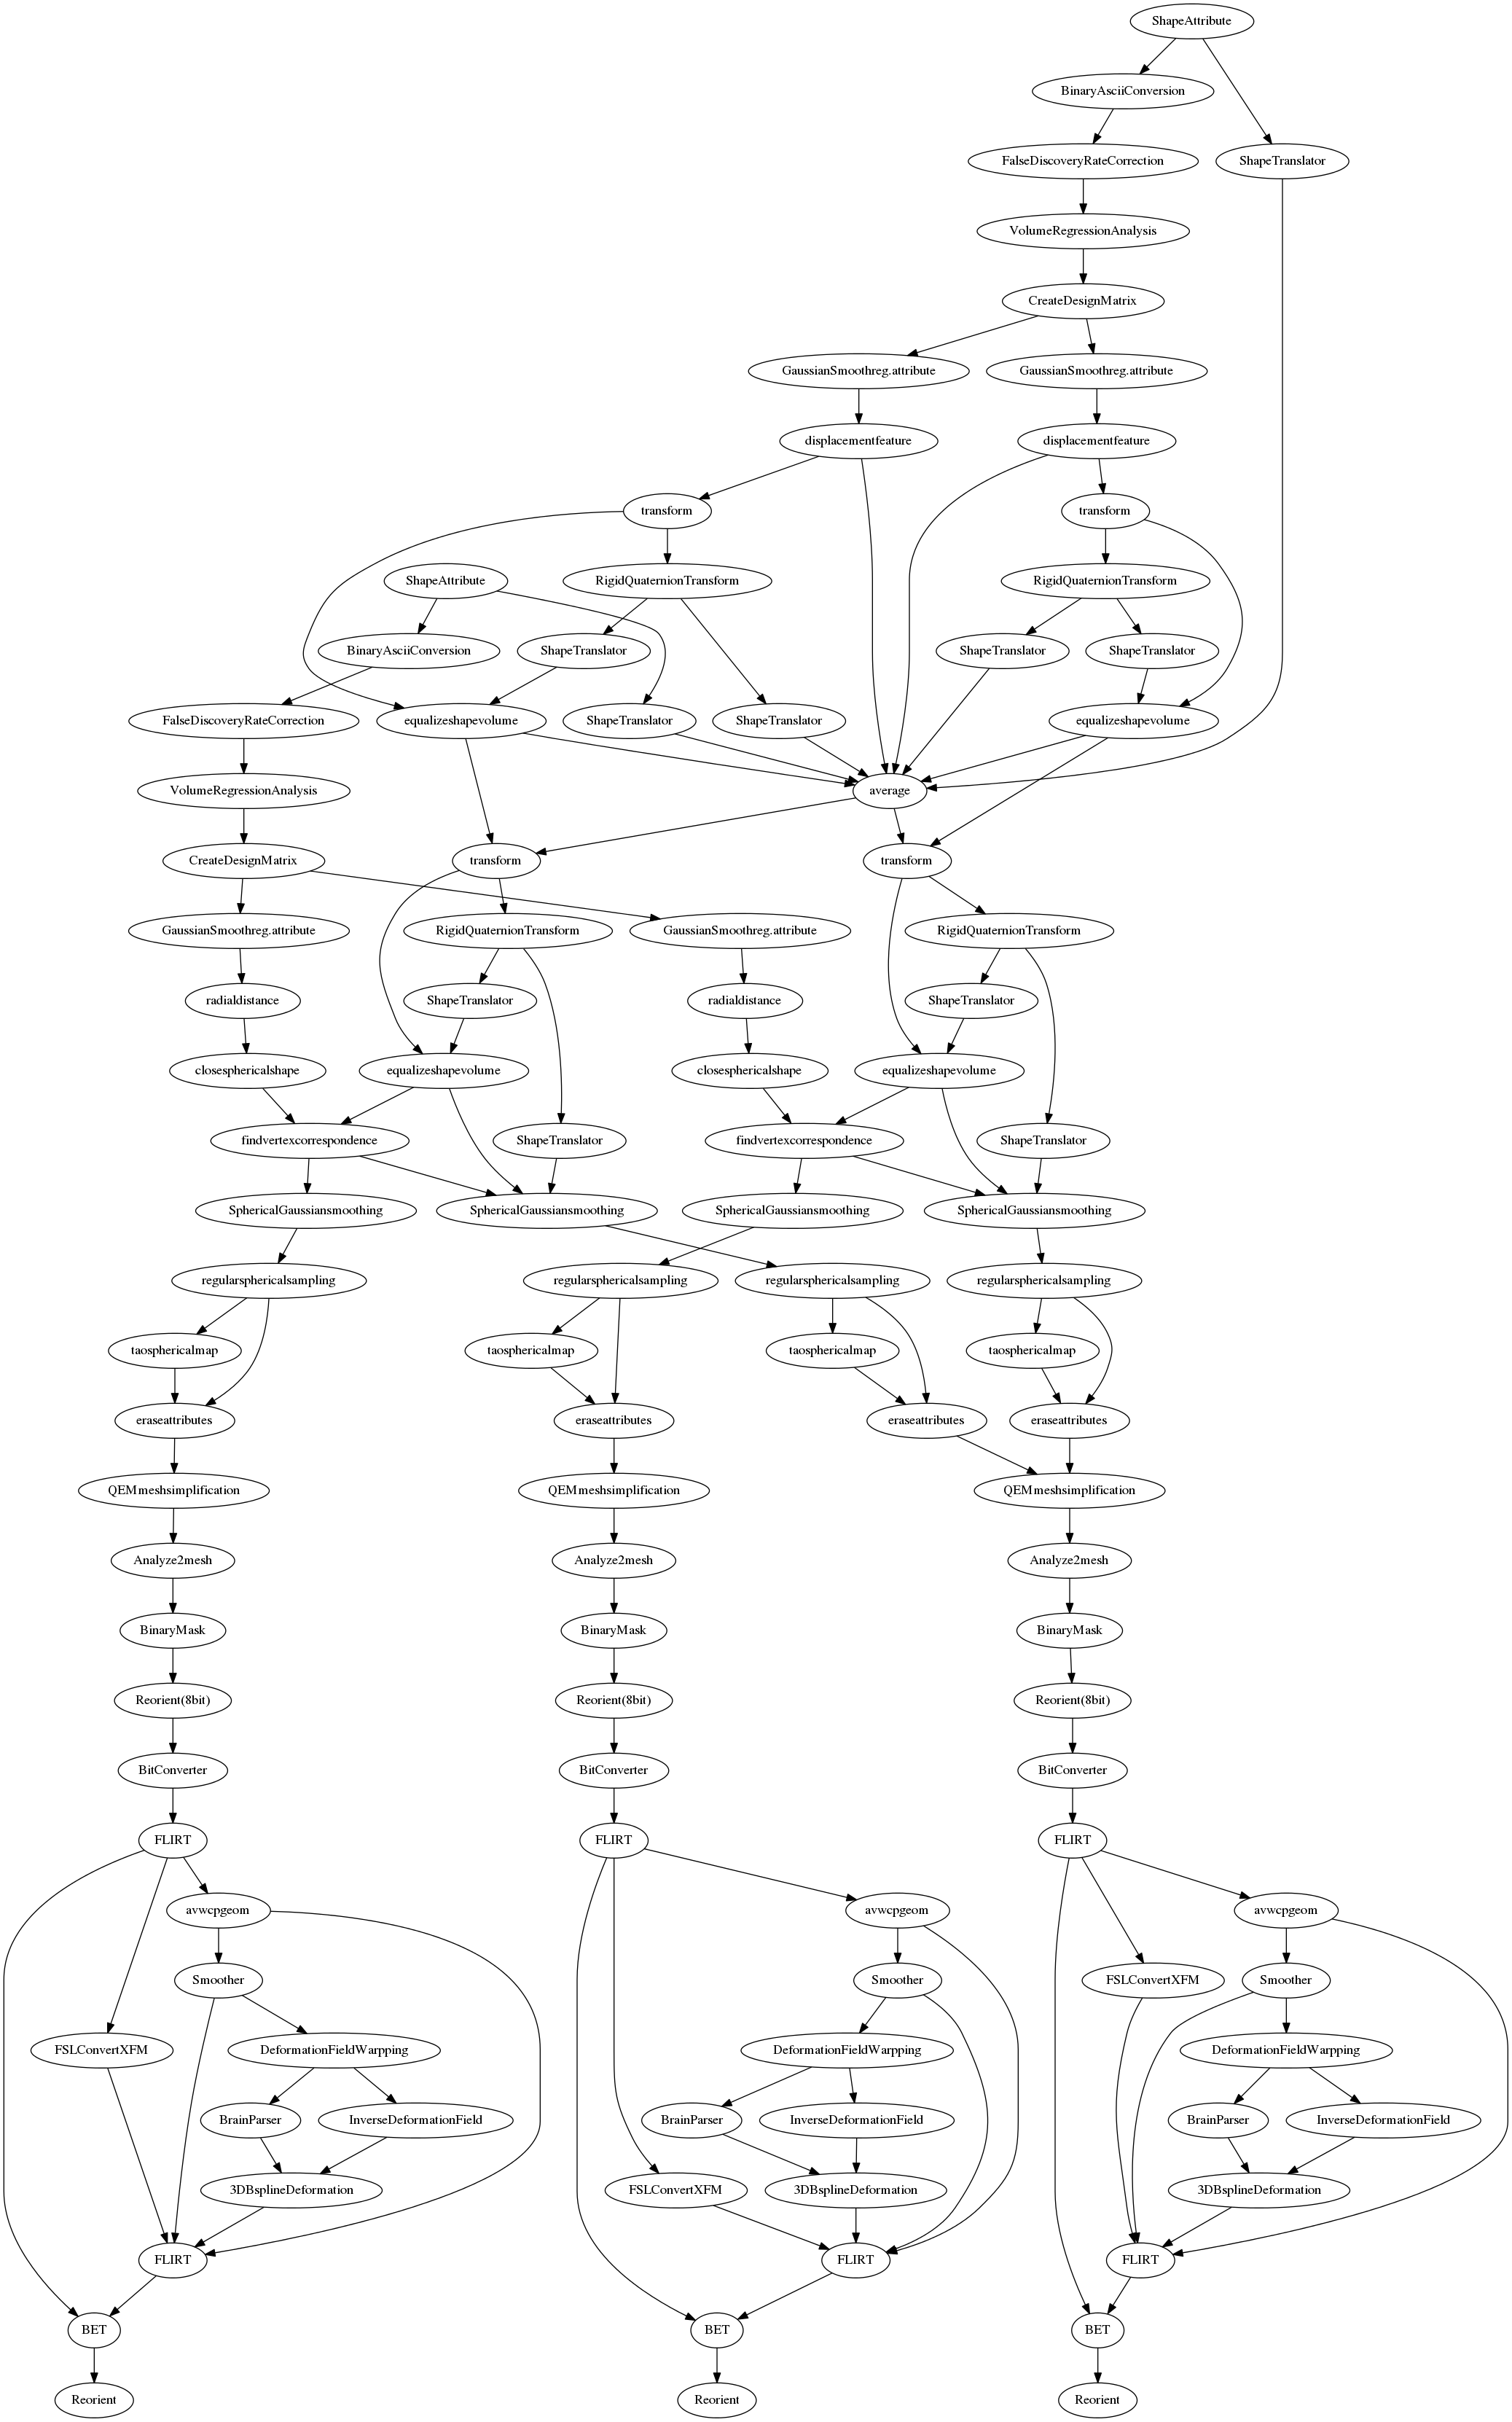 ShapeAttribute
BinaryAsciiConversion
FalseDiscoveryRateCorrection
ShapeTranslator
VolumeRegressionAnalysis
CreateDesignMatrix
GaussianSmoothreg.attribute
GaussianSmoothreg.attribute
displacementfeature
displacementfeature
transform
transform
ShapeAttribute
RigidQuaternionTransform
RigidQuaternionTransform
BinaryAsciiConversion
ShapeTranslator
ShapeTranslator
ShapeTranslator
FalseDiscoveryRateCorrection
equalizeshapevolume
ShapeTranslator
ShapeTranslator
equalizeshapevolume
VolumeRegressionAnalysis
average
CreateDesignMatrix
transform
transform
GaussianSmoothreg.attribute
RigidQuaternionTransform
GaussianSmoothreg.attribute
RigidQuaternionTransform
radialdistance
ShapeTranslator
radialdistance
ShapeTranslator
closesphericalshape
equalizeshapevolume
closesphericalshape
equalizeshapevolume
findvertexcorrespondence
ShapeTranslator
findvertexcorrespondence
ShapeTranslator
SphericalGaussiansmoothing
SphericalGaussiansmoothing
SphericalGaussiansmoothing
SphericalGaussiansmoothing
regularsphericalsampling
regularsphericalsampling
regularsphericalsampling
regularsphericalsampling
taosphericalmap
taosphericalmap
taosphericalmap
taosphericalmap
eraseattributes
eraseattributes
eraseattributes
eraseattributes
QEMmeshsimplification
QEMmeshsimplification
QEMmeshsimplification
Analyze2mesh
Analyze2mesh
Analyze2mesh
BinaryMask
BinaryMask
BinaryMask
Reorient(8bit)
Reorient(8bit)
Reorient(8bit)
BitConverter
BitConverter
BitConverter
FLIRT
FLIRT
FLIRT
avwcpgeom
avwcpgeom
avwcpgeom
Smoother
Smoother
FSLConvertXFM
Smoother
FSLConvertXFM
DeformationFieldWarpping
DeformationFieldWarpping
DeformationFieldWarpping
BrainParser
InverseDeformationField
BrainParser
InverseDeformationField
BrainParser
InverseDeformationField
3DBsplineDeformation
FSLConvertXFM
3DBsplineDeformation
3DBsplineDeformation
FLIRT
FLIRT
FLIRT
BET
BET
BET
Reorient
Reorient
Reorient